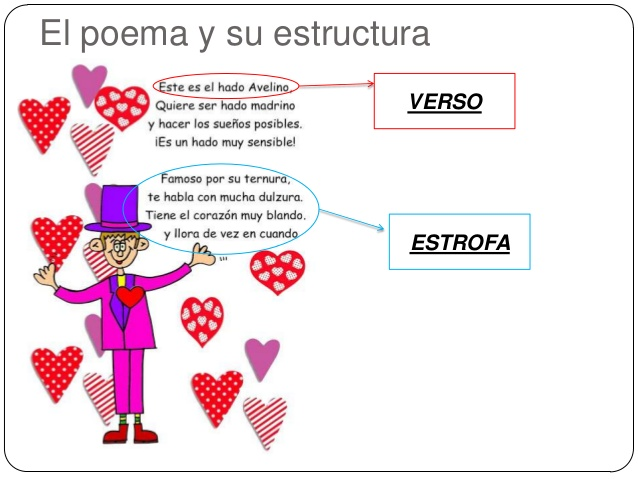 El poema y su estructura
Este es el hado Avelino,
Quiere ser hado madrino
y hacer los sueños posibles.
¡Es un hado muy sensible!
VERSO
Famoso por su ternura,
te habla con mucha dulzura.
Tiene el corazón muy blando.
y llora de vez en cuando
...
ESTROFA